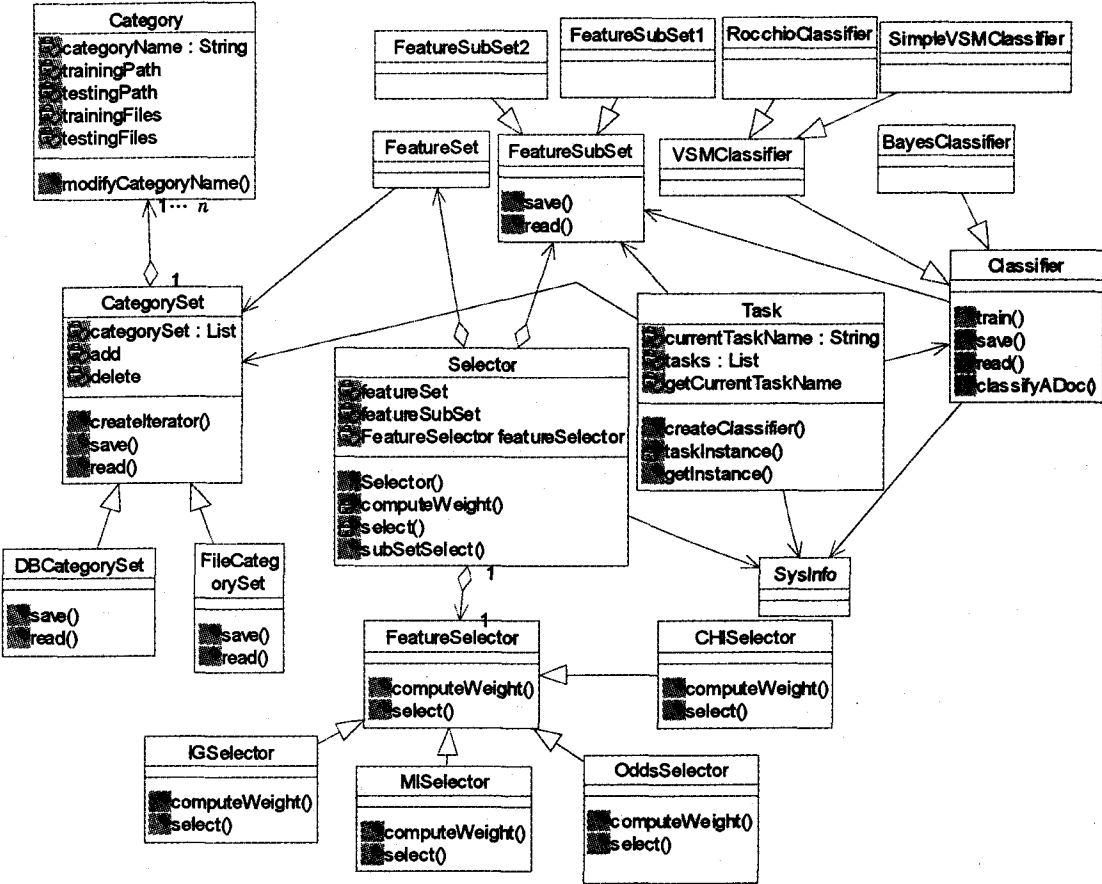 Category
categoryName : String
trainingPath
testingPath
trainingFiles
testingFiles
modifyCategoryName()
1··· n
1
CategorySet
categorySet : List
add
delete
createIterator()
save()
read()
DBCategorySet
save()
read()
FileCateg
orySet
save()
read()
FeatureSubSet2
FeatureSubSet1
RocchioClassifier
SimpleVSMClassifier
FeatureSet
FeatureSubSet
save()
read()
VSMClassifier
BayesClassifier
Classifier
train()
save()
read()
classifyADoc()
Task
currentTaskName : String
tasks : List
getCurrentTaskName
createClassifier()
taskInstance()
getInstance()
Selector
featureSet
featureSubSet
FeatureSelector featureSelector
Selector()
computeWeight()
select()
subSetSelect()
1
1
SysInfo
FeatureSelector
computeWeight()
select()
CHISelector
computeWeight()
select()
IGSelector
computeWeight()
select()
MISelector
computeWeight()
select()
OddsSelector
computeWeight()
select()